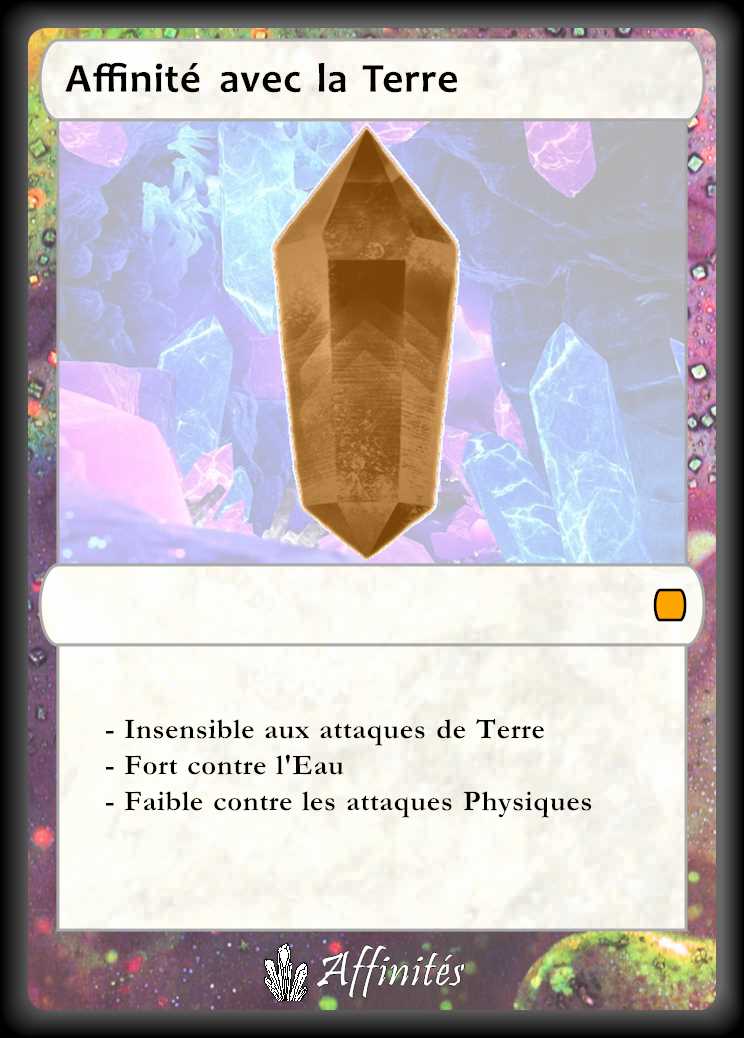 Affinité avec la Terre
- Insensible aux attaques de Terre
- Fort contre l'Eau
- Faible contre les attaques Physiques
Affinités